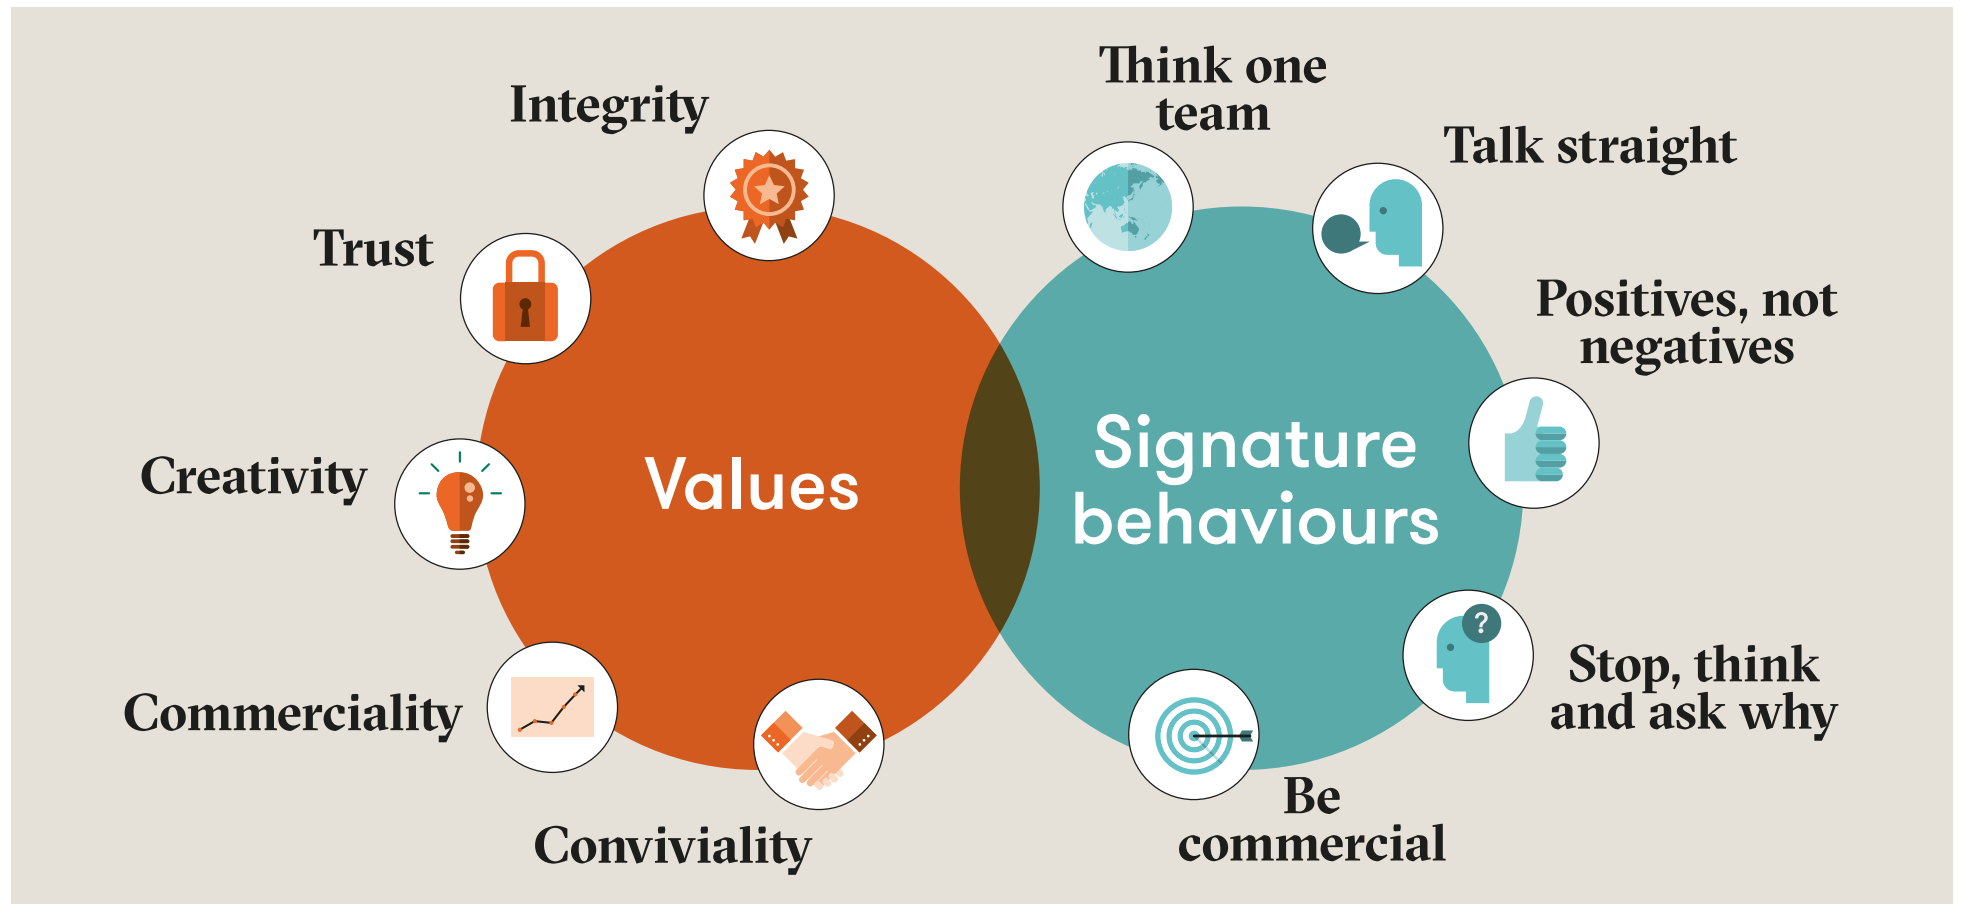 Integrity
Trust
Creativity
Commerciality
Conviviality
Values
Think one
team
Talk straight
Positives, not
negatives
Signature
behaviours
?
Stop, think
and ask why
Be
commercial